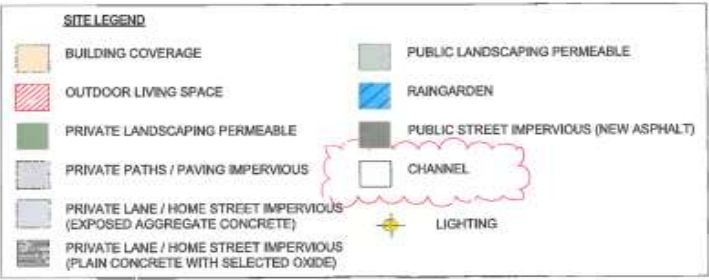 SITE LEGEND
BUILDING COVERAGE
OUTDOOR LIVING SPACE
PRIVATE LANDSCAPING PERMEABLE
PRIVATE PATHS / PAVING IMPERVIOUS
PRIVATE LANE / HOME STREET IMPERVIOUS
(EXPOSED AGGREGATE CONCRETE)
PRIVATE LANE / HOME STREET IMPERVIOUS
(PLAIN CONCRETE WITH SELECTED OXIDE)
PUBLIC LANDSCAPING PERMEABLE
RAINGARDEN
PUBLIC STREET IMPERVIOUS (NEW ASPHALT)
CHANNEL
LIGHTING